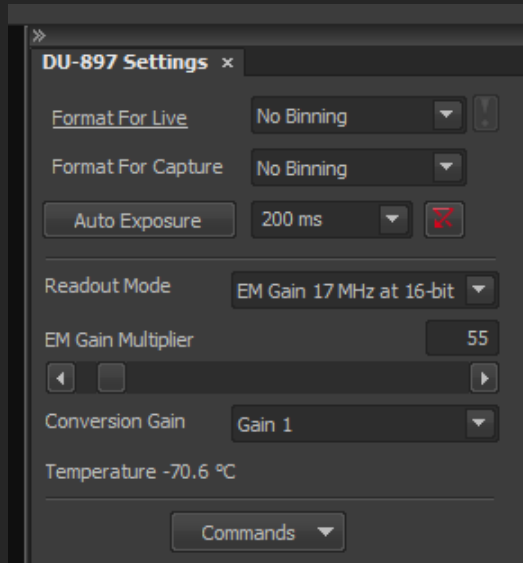 DU-897 Settings ×
Format For Live No Binning
Format For Capture No Binning
Auto Exposure 200 ms
Readout Mode EM Gain 17 MHz at 16-bit
EM Gain Multiplier 55
Conversion Gain Gain 1
Temperature -70.6 ℃
Commands